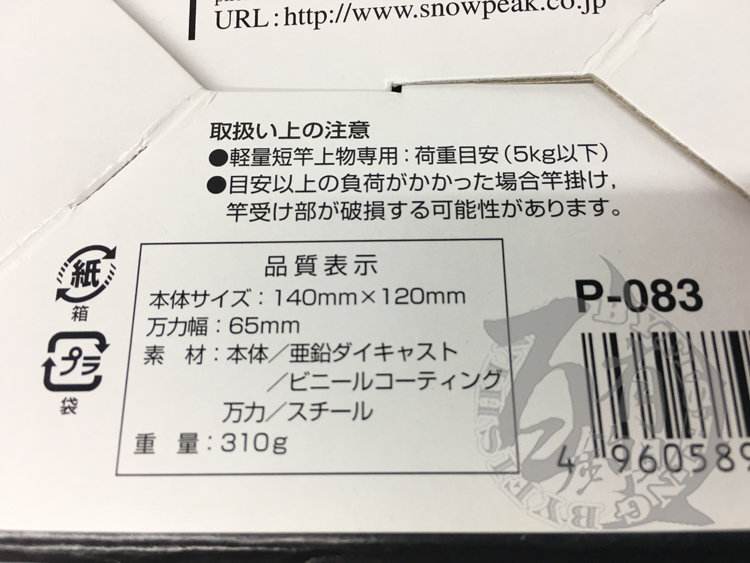 URL : http://www.snowpeak.co.jp
取扱い上の注意
●軽量短竿上物専用：荷重目安（5kg以下）
●目安以上の負荷がかかった場合竿掛け，
竿受け部が破損する可能性があります。
紙
箱
プラ
袋
品質表示
本体サイズ：140mm×120mm
万力幅：65mm
素　材：本体／亜鉛ダイキャスト
／ビニールコーティング
万力／スチール
重　量：310g
P-083
4 960589